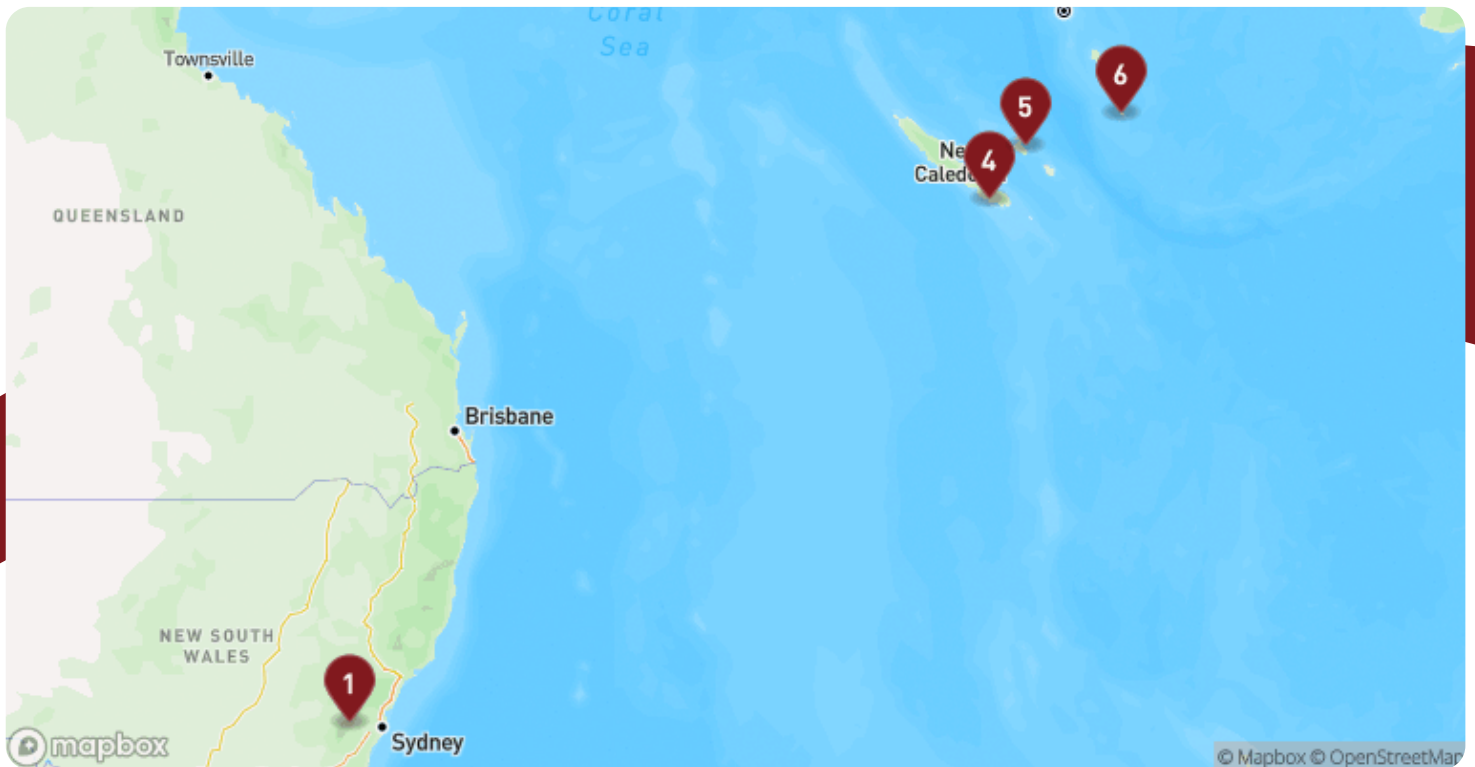 Coral
Sea
Townsville
6
5
4
QUEENSLAND
Brisbane
NEW SOUTH
WALES
1
Sydney
mapbox
© Mapbox © OpenStreetMap